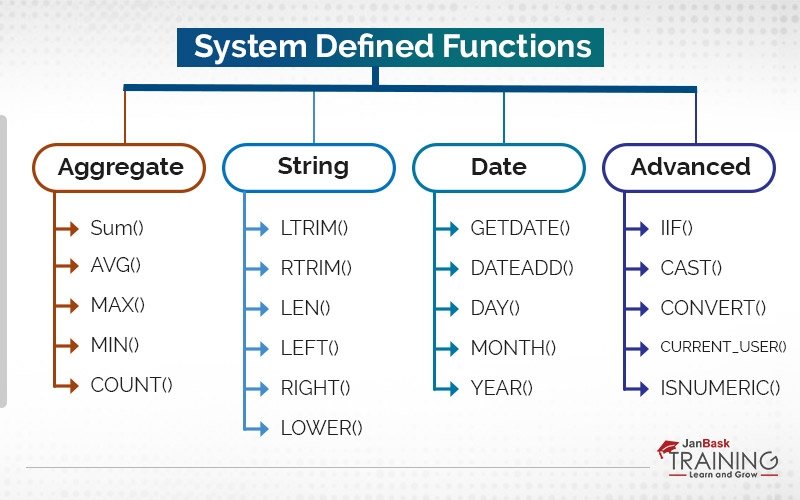 System Defined Functions
Aggregate
Sum()
AVG()
MAX()
MIN()
COUNT()
String
LTRIM()
RTRIM()
LEN()
LEFT()
RIGHT()
LOWER()
Date
GETDATE()
DATEADD()
DAY()
MONTH()
YEAR()
Advanced
IIF()
CAST()
CONVERT()
CURRENT_USER()
ISNUMERIC()
JanBask
TRAINING
Learn and Grow